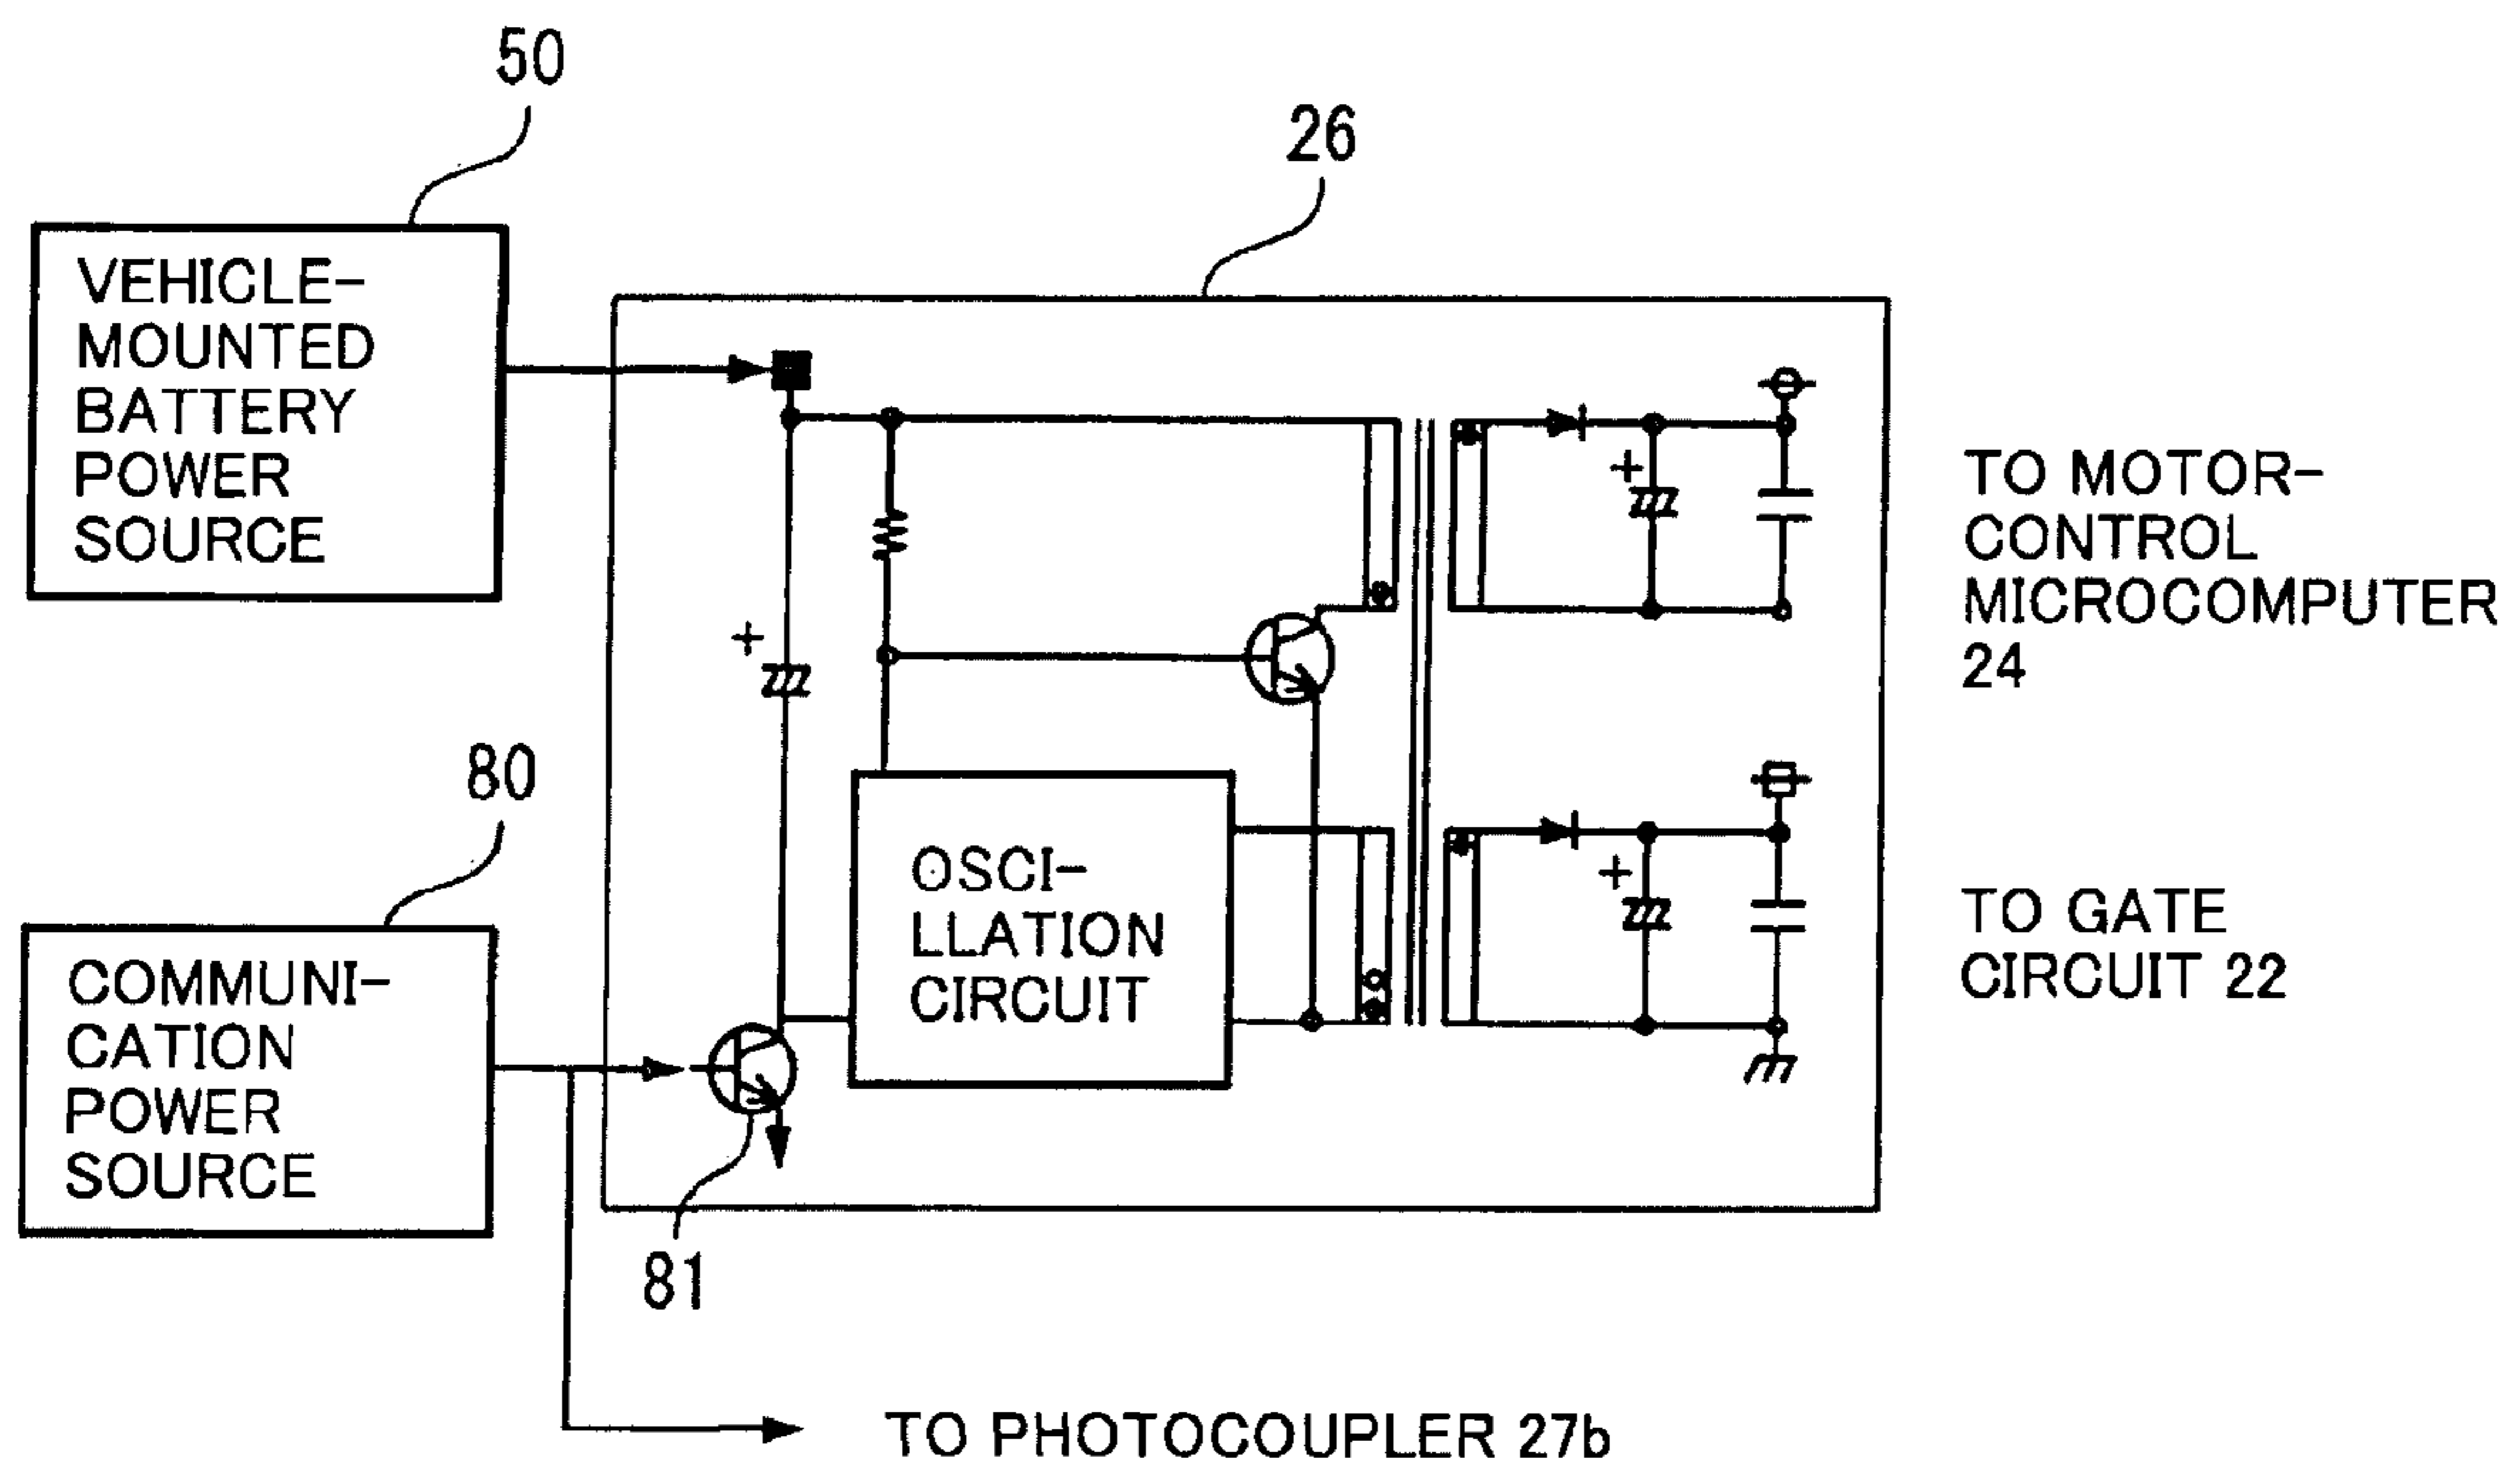 50
26
VEHICLE-
MOUNTED
BATTERY
POWER
SOURCE
+
+
TO MOTOR-
CONTROL
MICROCOMPUTER
24
80
OSCI-
LLATION
CIRCUIT
+
TO GATE
CIRCUIT 22
COMMUNI-
CATION
POWER
SOURCE
81
TO PHOTOCOUPLER 27b